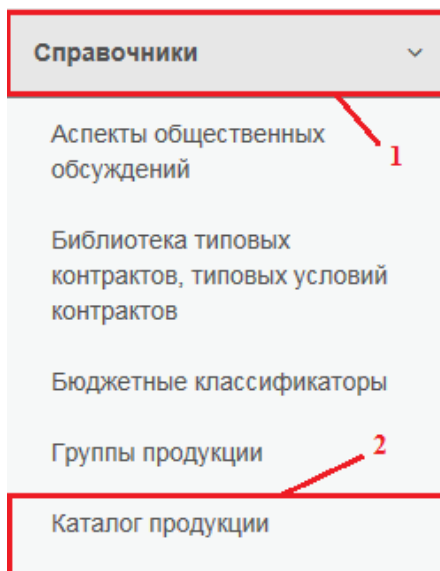 Справочники
1
Аспекты общественных
обсуждений
Библиотека типовых
контрактов, типовых условий
контрактов
Бюджетные классификаторы
Группы продукции
2
Каталог продукции